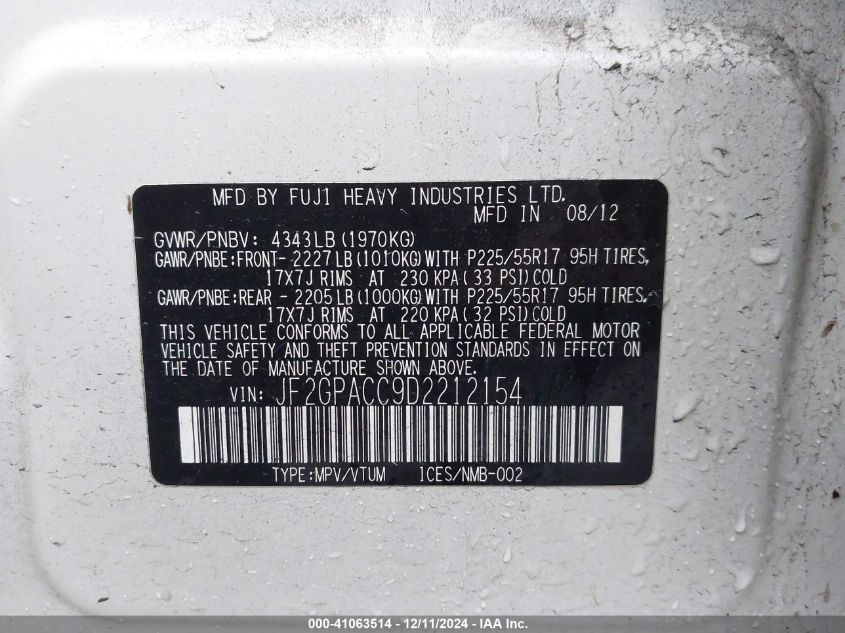 MFD BY FUJI HEAVY INDUSTRIES LTD.
MFD IN 08/12
GVWR/PNBV: 4343LB(1970KG)
GAWR/PNBE:FRONT- 2227LB(1010KG)WITH P225/55R17 95H TIRES,
17X7J RIMS AT 230 KPA(33 PSI)COLD
GAWR/PNBE:REAR - 2205LB(1000KG)WITH P225/55R17 95H TIRES.
17X7J RIMS AT 220 KPA(32 PSI)COLD
THIS VEHICLE CONFORMS TO ALL APPLICABLE FEDERAL MOTOR
VEHICLE SAFETY AND THEFT PREVENTION STANDARDS IN EFFECT ON
THE DATE OF MANUFACTURE SHOWN ABOVE.
VIN: JF2GPACC9D2212154
TYPE:MPV/VTUM ICES/NMB-002
000-41063514 - 12/11/2024 - IAA Inc.